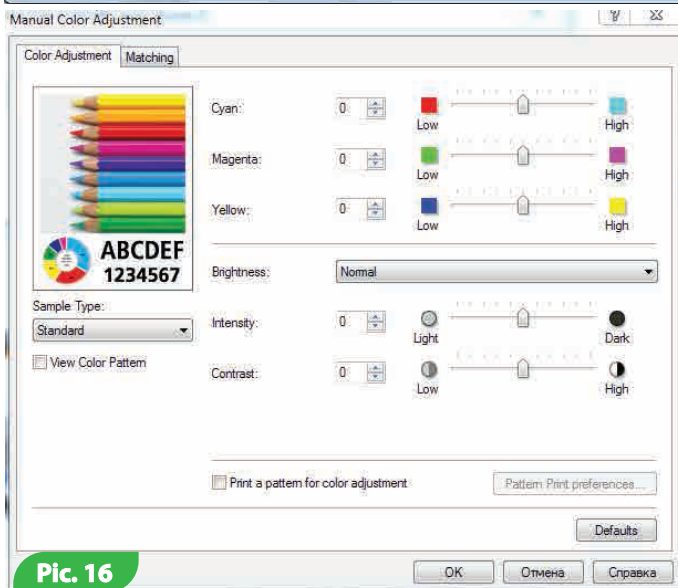 Manual Color Adjustment
Color Adjustment
Matching
Cyan:
0
Low
High
Magenta:
0
Low
High
Yellow:
0
Low
High
ABCDEF
1234567
Brightness:
Normal
Sample Type:
Standard
Intensity:
0
Light
Dark
View Color Pattern
Contrast:
0
Low
High
Print a pattern for color adjustment
Pattern Print preferences...
Defaults
Pic. 16
OK
Отмена
Справка